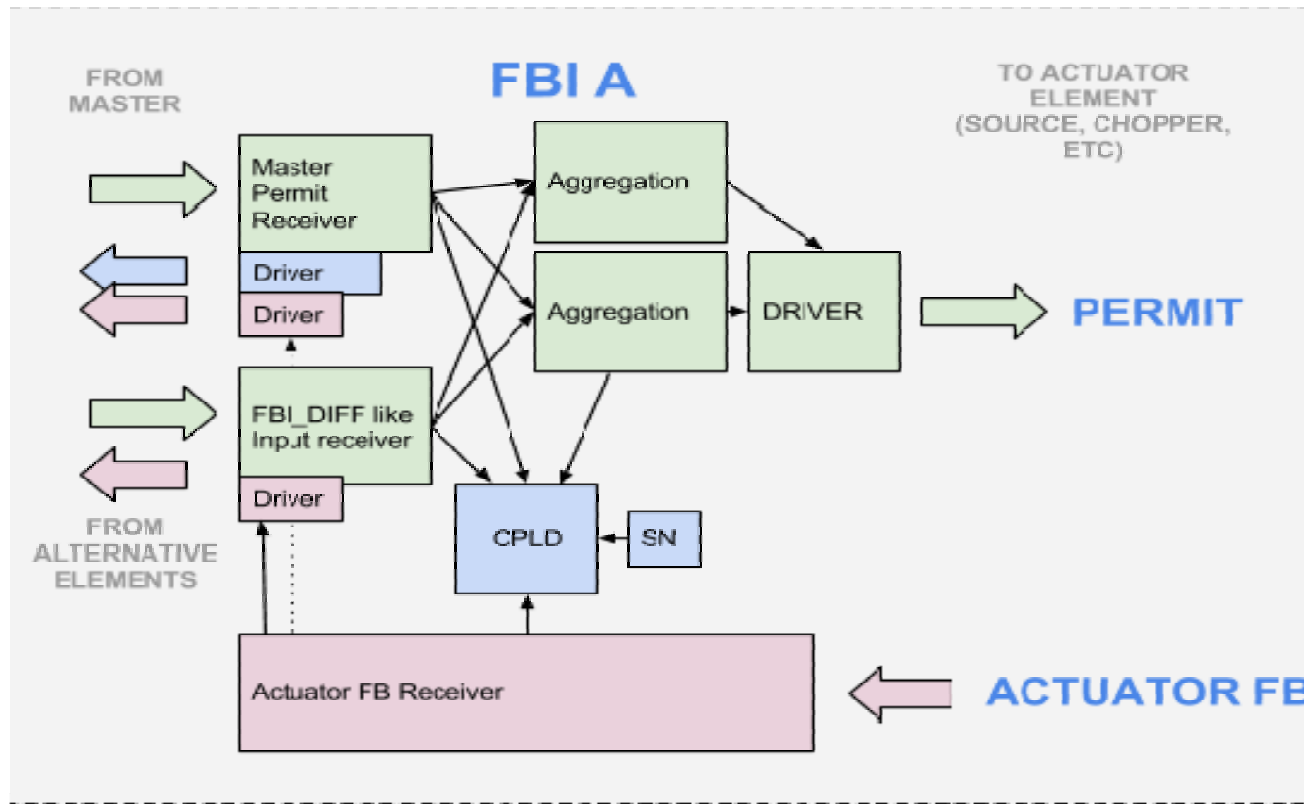 FROM
MASTER
FBI A
TO ACTUATOR
ELEMENT
(SOURCE, CHOPPER,
ETC)
Master
Permit
Receiver
Aggregation
Driver
Driver
Aggregation
DRIVER
PERMIT
FBI_DIFF like
Input receiver
Driver
FROM
ALTERNATIVE
ELEMENTS
CPLD
SN
Actuator FB Receiver
ACTUATOR FB